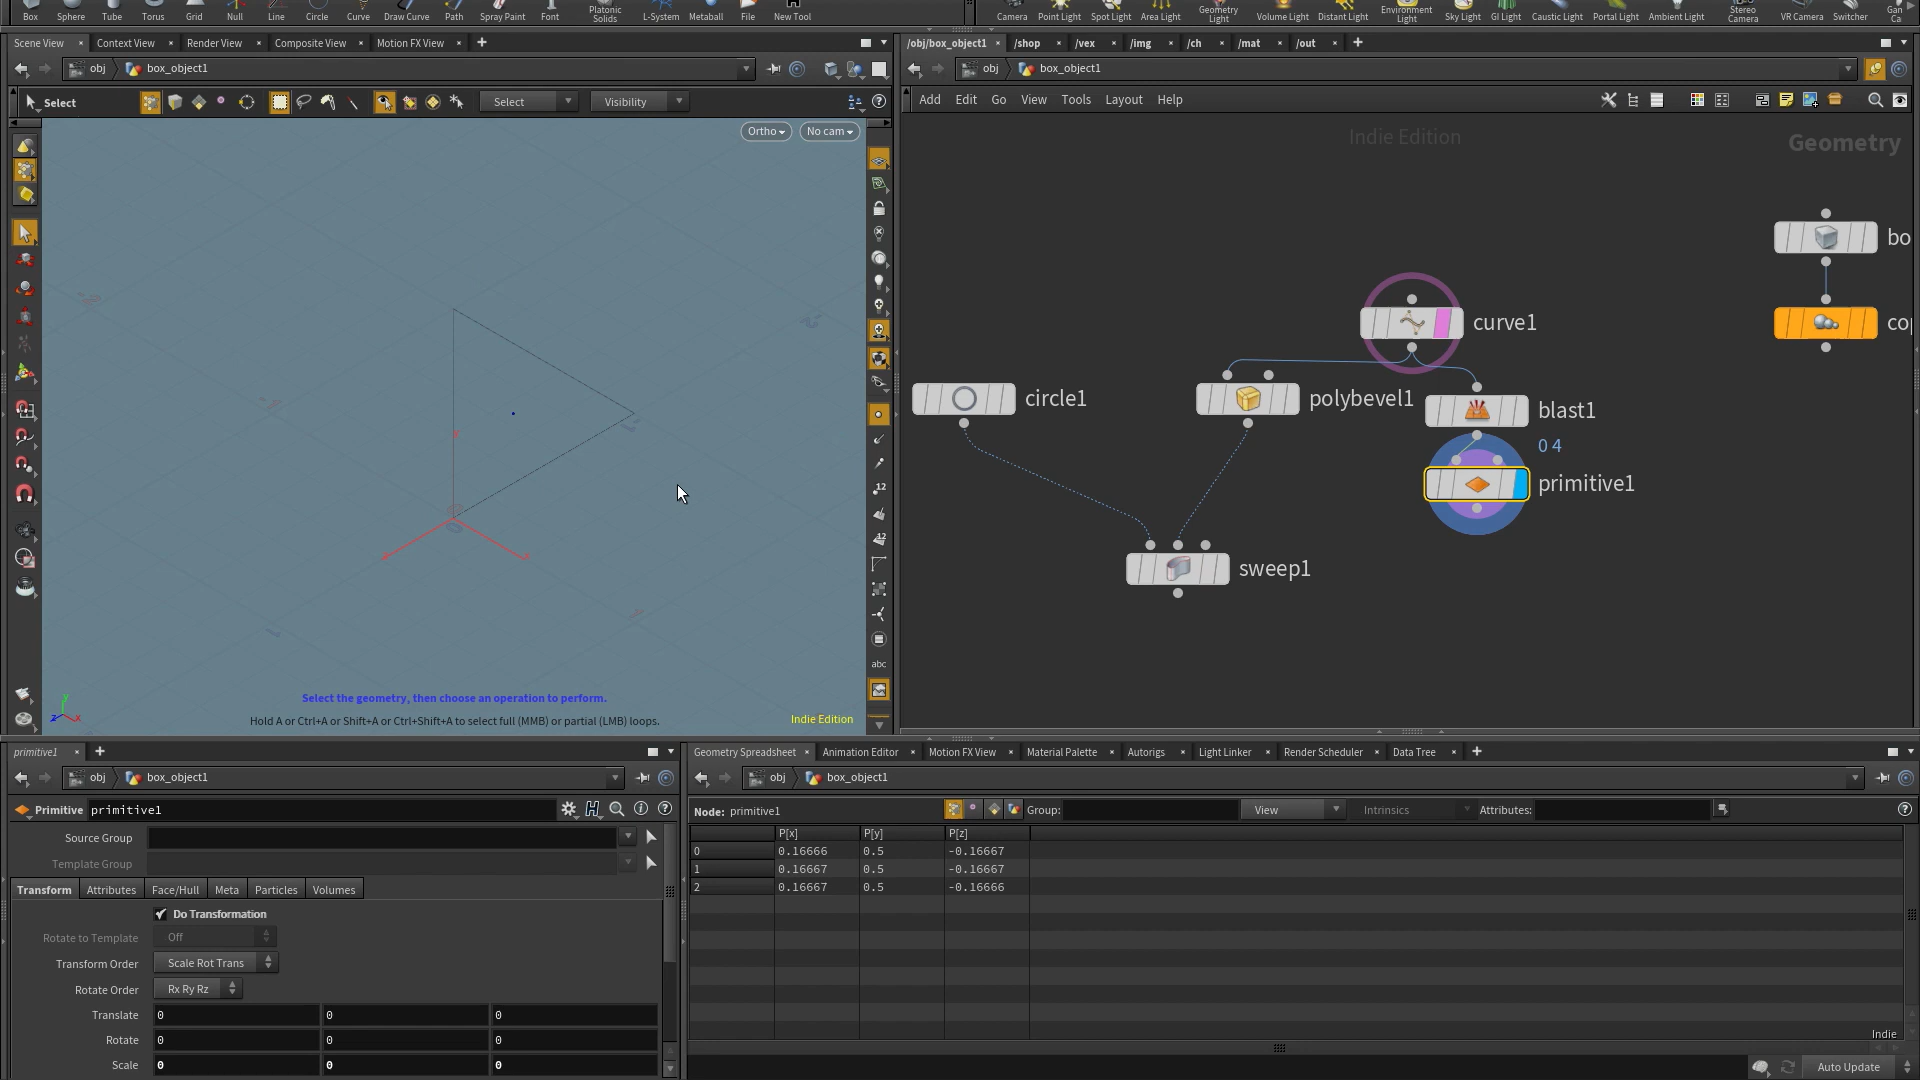 Box Sphere Tube Torus Grid Null Line Circle Curve Draw Curve Path Spray Paint Font Platonic Solids L-System Metaball File New Tool
Camera Point Light Spot Light Area Light Geometry Light Volume Light Distant Light Environment Light Sky Light GI Light Caustic Light Portal Light Ambient Light Stereo Camera VR Camera Switcher Gan Ca
Scene View Context View Render View Composite View Motion FX View
/obj/box_object1 /shop /vex /img /ch /mat /out
obj box_object1
obj box_object1
Select Select Visibility
Add Edit Go View Tools Layout Help
Ortho No cam
Indie Edition
Geometry
bo
cop
curve1
circle1
polybevel1
blast1
0 4
primitive1
sweep1
12
12
abc
Select the geometry, then choose an operation to perform.
Hold A or Ctrl+A or Shift+A or Ctrl+Shift+A to select full (MMB) or partial (LMB) loops.
Indie Edition
y
z x
primitive1
Geometry Spreadsheet Animation Editor Motion FX View Material Palette Autorigs Light Linker Render Scheduler Data Tree
obj box_object1
obj box_object1
Primitive primitive1
Node: primitive1 Group: View Intrinsics Attributes:
Source Group
Template Group
Transform Attributes Face/Hull Meta Particles Volumes
Do Transformation
Rotate to Template Off
Transform Order Scale Rot Trans
Rotate Order Rx Ry Rz
Translate 0 0 0
Rotate 0 0 0
Scale 0 0 0
P[x] P[y] P[z]
0 0.16666 0.5 -0.16667
1 0.16667 0.5 -0.16667
2 0.16667 0.5 -0.16666
Indie
Auto Update